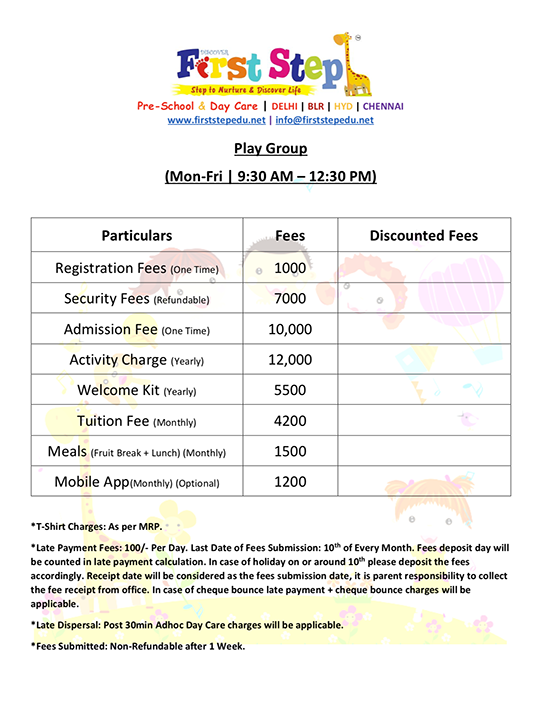 DISCOVER
First Step
Step to Nurture & Discover Life
Pre-School & Day Care | DELHI | BLR | HYD | CHENNAI
www.firststepedu.net | info@firststepedu.net
Play Group
(Mon-Fri | 9:30 AM – 12:30 PM)
Particulars Fees Discounted Fees
Registration Fees (One Time) 1000
Security Fees (Refundable) 7000
Admission Fee (One Time) 10,000
Activity Charge (Yearly) 12,000
Welcome Kit (Yearly) 5500
Tuition Fee (Monthly) 4200
Meals (Fruit Break + Lunch) (Monthly) 1500
Mobile App(Monthly) (Optional) 1200
*T-Shirt Charges: As per MRP.
*Late Payment Fees: 100/- Per Day. Last Date of Fees Submission: 10th of Every Month. Fees deposit day will
be counted in late payment calculation. In case of holiday on or around 10th please deposit the fees
accordingly. Receipt date will be considered as the fees submission date, it is parent responsibility to collect
the fee receipt from office. In case of cheque bounce late payment + cheque bounce charges will be
applicable.
*Late Dispersal: Post 30min Adhoc Day Care charges will be applicable.
*Fees Submitted: Non-Refundable after 1 Week.